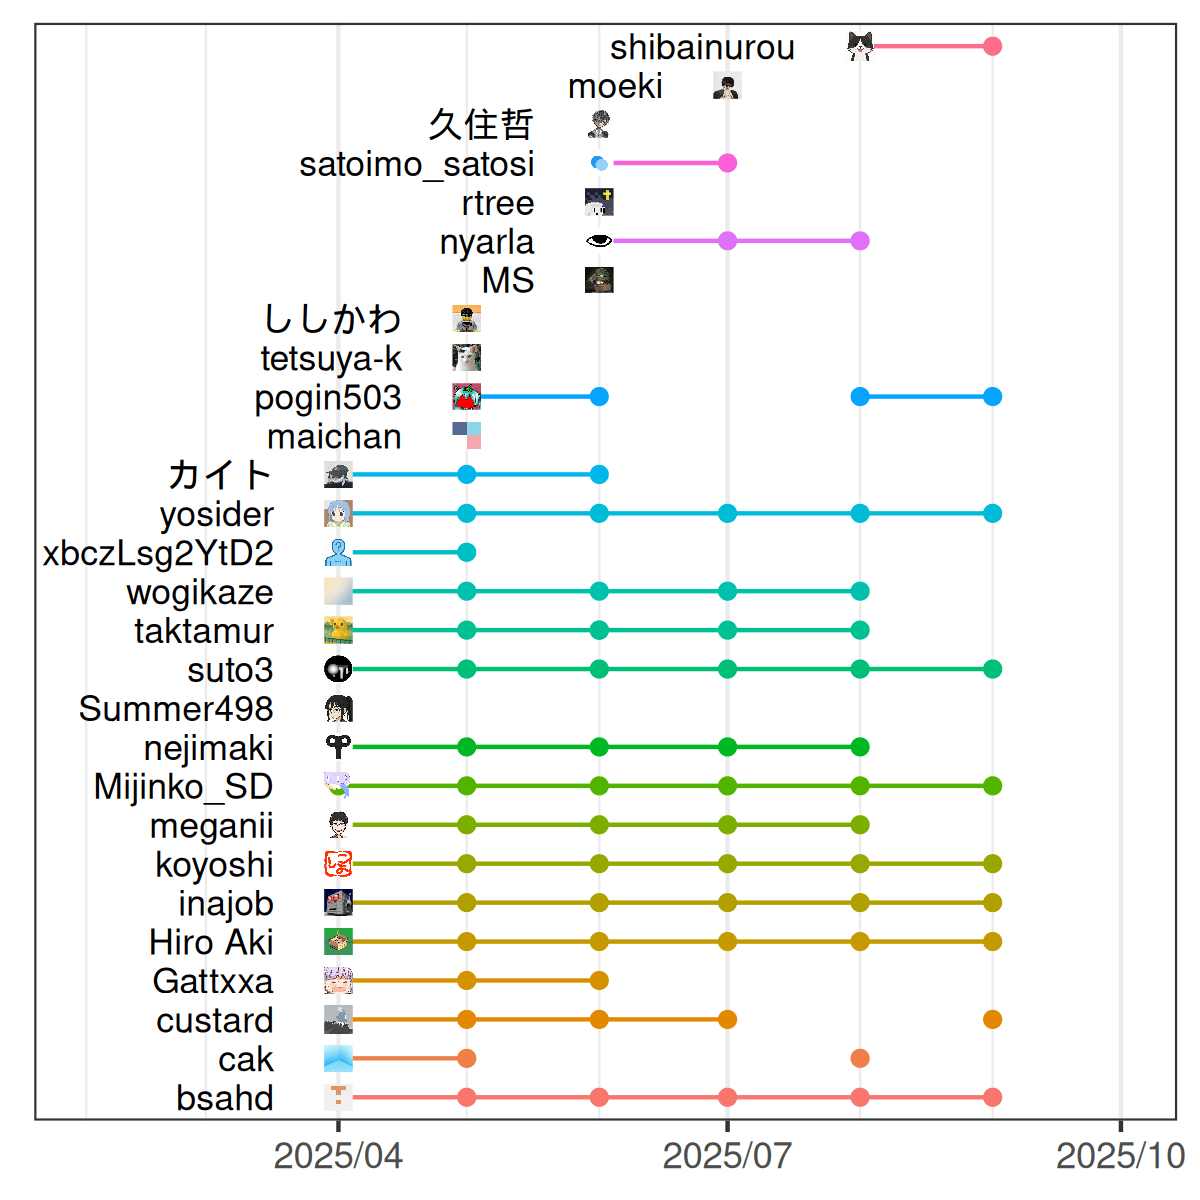 shibainurou
moeki
久住哲
satoimo_satosi
rtree
nyarla
MS
ししかわ
tetsuya-k
pogin503
maichan
カイト
yosider
xbczLsg2YtD2
wogikaze
taktamur
suto3
Summer498
nejimaki
Mijinko_SD
meganii
koyoshi
inajob
Hiro Aki
Gattxxa
custard
cak
bsahd
2025/04 2025/07 2025/10